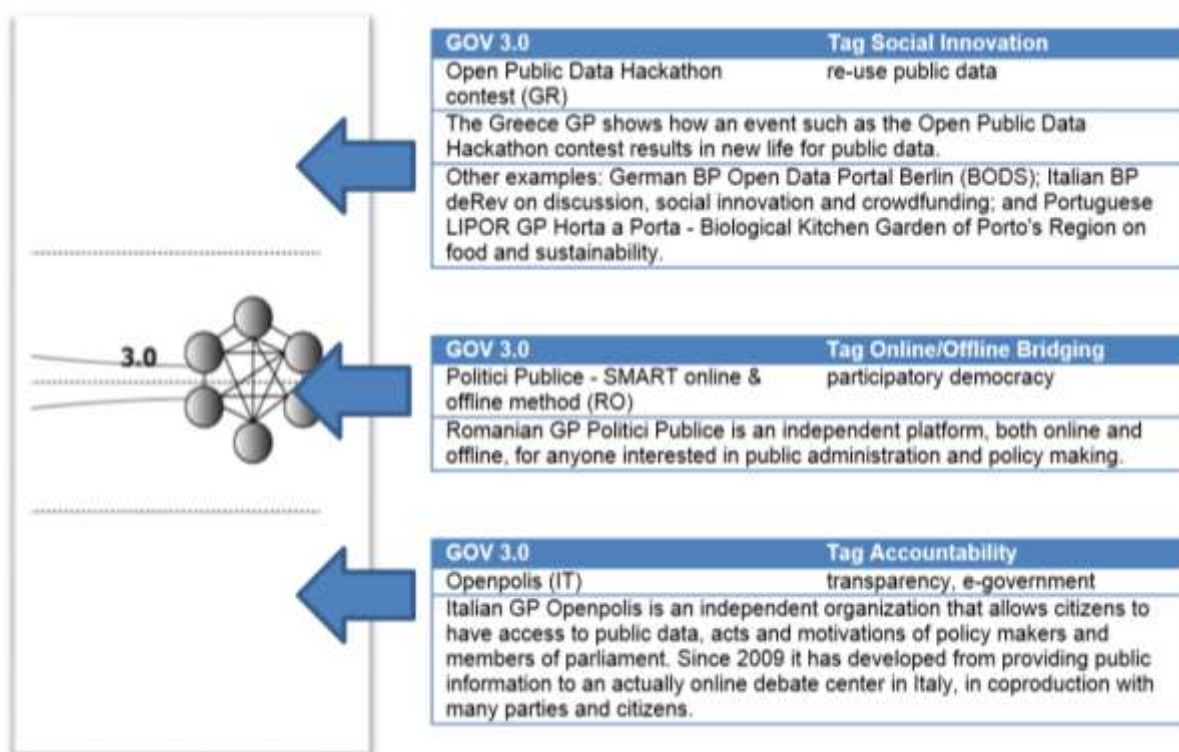 GOV 3.0 Tag Social Innovation
Open Public Data Hackathon re-use public data
contest (GR)
The Greece GP shows how an event such as the Open Public Data
Hackathon contest results in new life for public data.
Other examples: German BP Open Data Portal Berlin (BODS); Italian BP
deRev on discussion, social innovation and crowdfunding; and Portuguese
LIPOR GP Horta a Porta - Biological Kitchen Garden of Porto's Region on
food and sustainability.
3.0
GOV 3.0 Tag Online/Offline Bridging
Politici Publice - SMART online & participatory democracy
offline method (RO)
Romanian GP Politici Publice is an independent platform, both online and
offline, for anyone interested in public administration and policy making.
GOV 3.0 Tag Accountability
Openpolis (IT) transparency, e-government
Italian GP Openpolis is an independent organization that allows citizens to
have access to public data, acts and motivations of policy makers and
members of parliament. Since 2009 it has developed from providing public
information to an actually online debate center in Italy, in coproduction with
many parties and citizens.